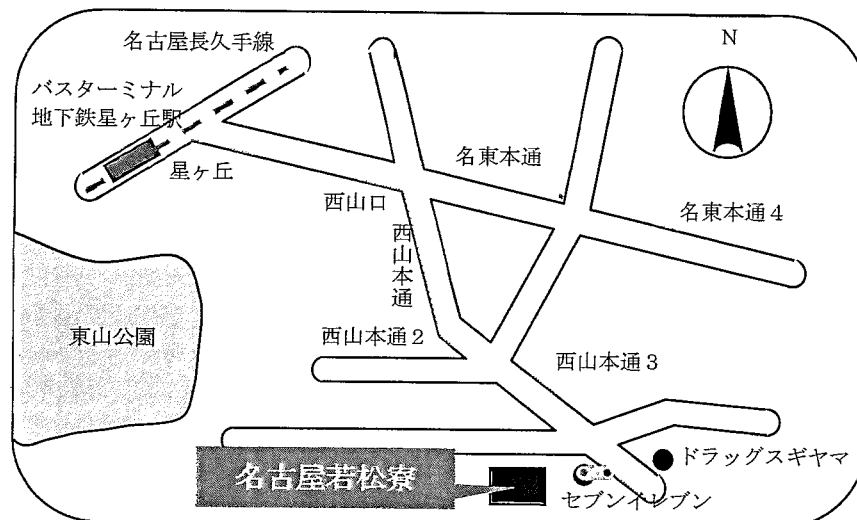 名古屋長久手線
N
バスターミナル
地下鉄星ヶ丘駅
星ヶ丘
名東本通
西山口
名東本通4
西山本通
東山公園
西山本通2
西山本通3
ドラッグスギヤマ
名古屋若松寮
セブンイレブン